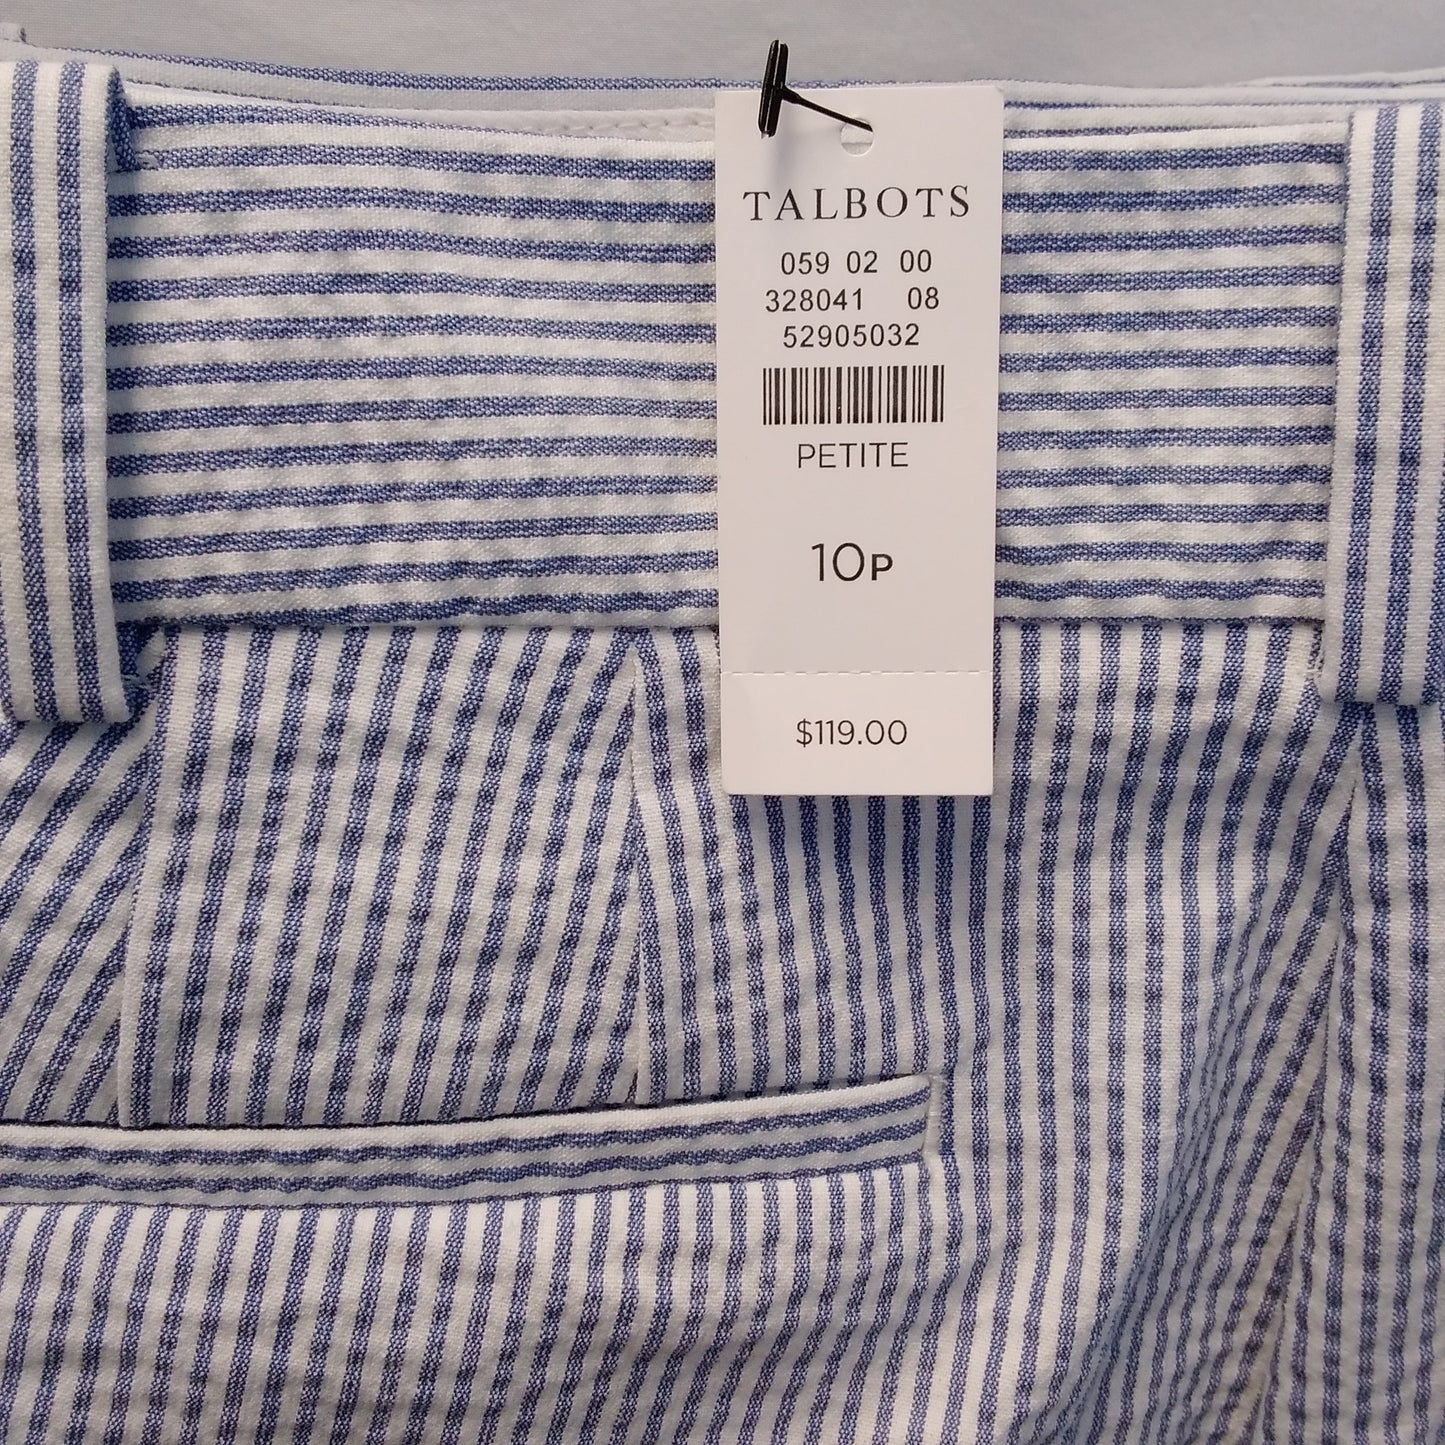 TALBOTS
059 02 00
328041 08
52905032
PETITE
10P
$119.00